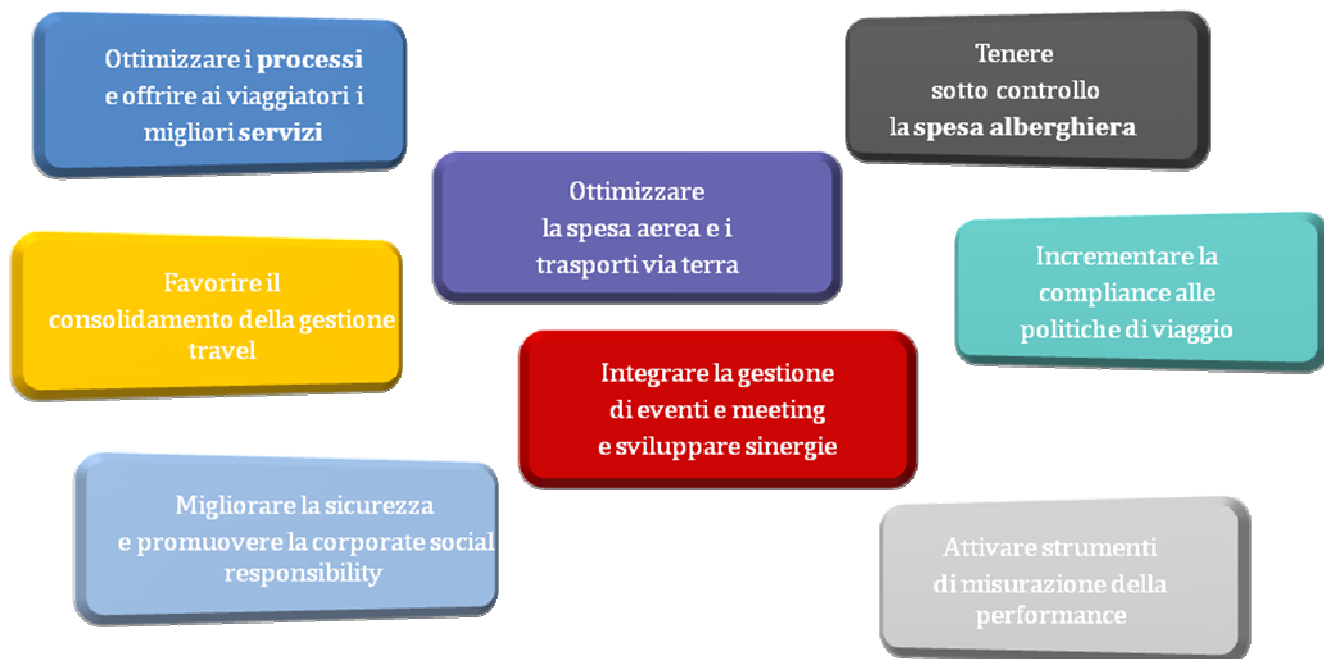 Ottimizzare i processi
e offrire ai viaggiatori i
migliori servizi
Tenere
sotto controllo
la spesa alberghiera
Ottimizzare
la spesa aerea e i
trasporti via terra
Favorire il
consolidamento della gestione
travel
Incrementare la
compliance alle
politiche di viaggio
Integrare la gestione
di eventi e meeting
e sviluppare sinergie
Migliorare la sicurezza
e promuovere la corporate social
responsibility
Attivare strumenti
di misurazione della
performance